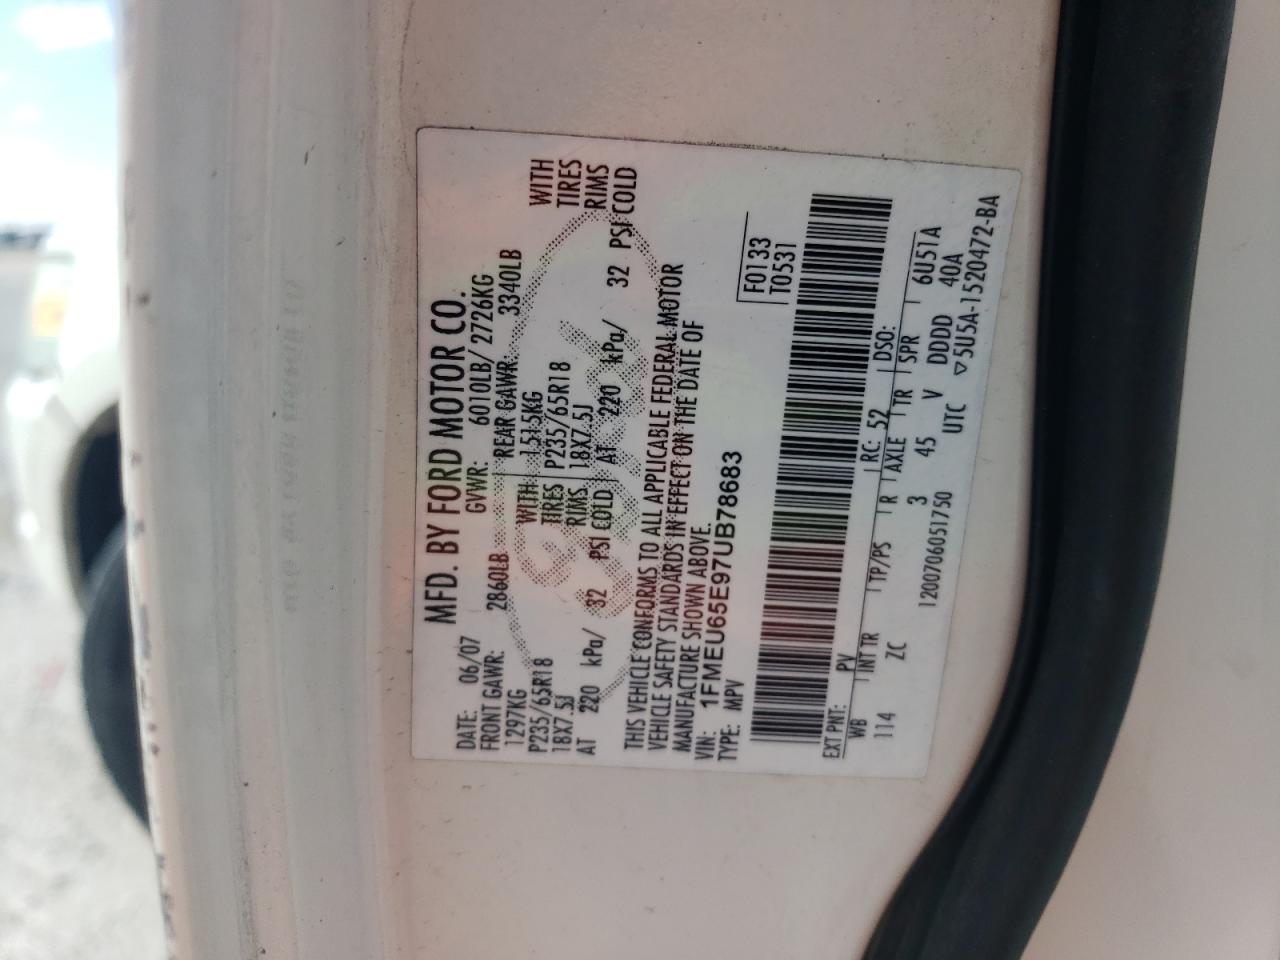 MFD. BY FORD MOTOR CO.
DATE: 06/07 GVWR: 6010LB/ 2726KG
FRONT GAWR: 2860LB REAR GAWR: 3340LB
1297KG WITH 1515KG WITH
P235/65R18 TIRES P235/65R18 TIRES
18X7.5J RIMS 18X7.5J RIMS
AT 220 kPa/ 32 PSI COLD AT 220 kPa/ 32 PSI COLD
THIS VEHICLE CONFORMS TO ALL APPLICABLE FEDERAL MOTOR
VEHICLE SAFETY STANDARDS IN EFFECT ON THE DATE OF
MANUFACTURE SHOWN ABOVE.
VIN: 1FMEU65E97UB78683
TYPE: MPV
F0133
T0531
EXT PNT: PV RC: 52 DSO:
WB INT TR TP/PS R AXLE TR SPR 6U51A
114 ZC 3 45 V DDDD 40A
1200706051750 UTC ▽5U5A-1520472-BA